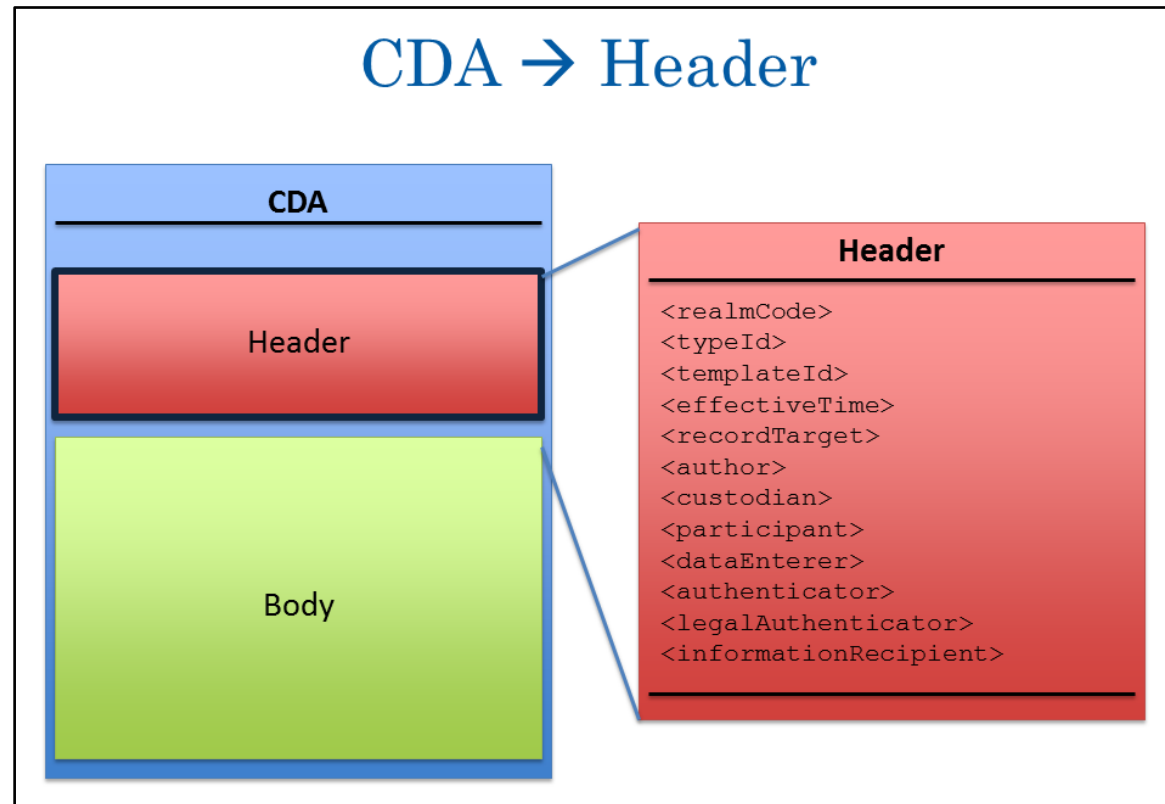 CDA → Header
CDA
Header
Body
Header
<realmCode>
<typeId>
<templateId>
<effectiveTime>
<recordTarget>
<author>
<custodian>
<participant>
<dataEnterer>
<authenticator>
<legalAuthenticator>
<informationRecipient>